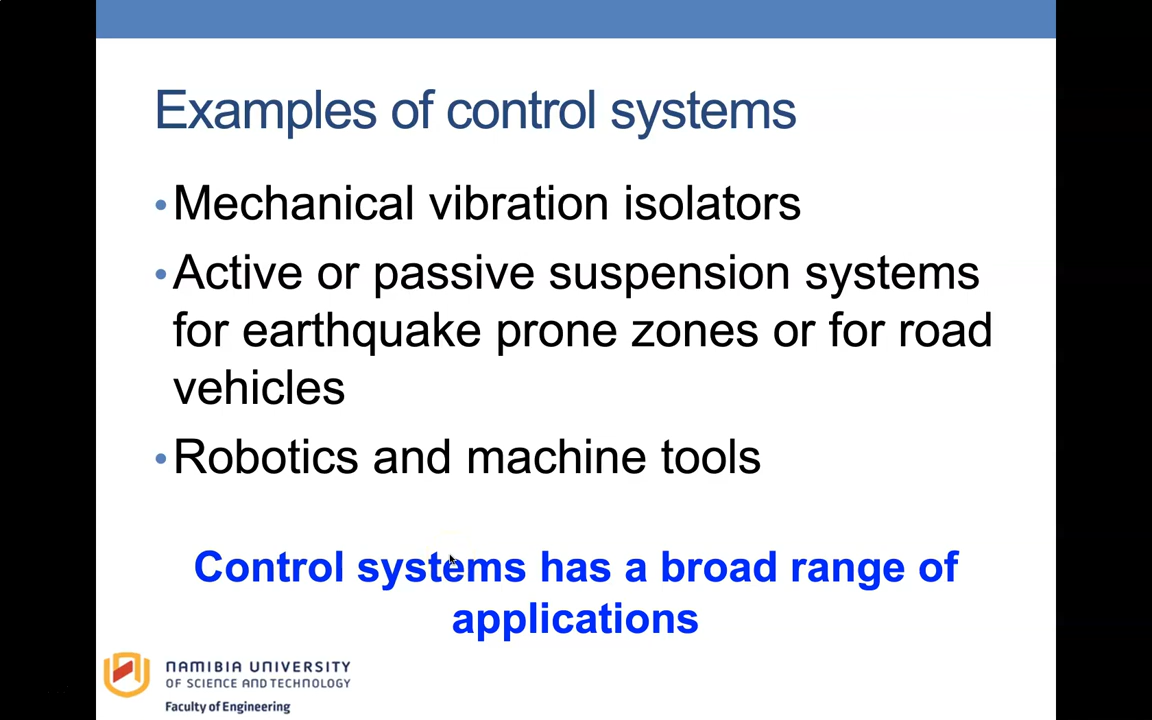 Examples of control systems
•Mechanical vibration isolators
•Active or passive suspension systems
for earthquake prone zones or for road
vehicles
•Robotics and machine tools
Control systems has a broad range of
applications
NAMIBIA UNIVERSITY
OF SCIENCE AND TECHNOLOGY
Faculty of Engineering